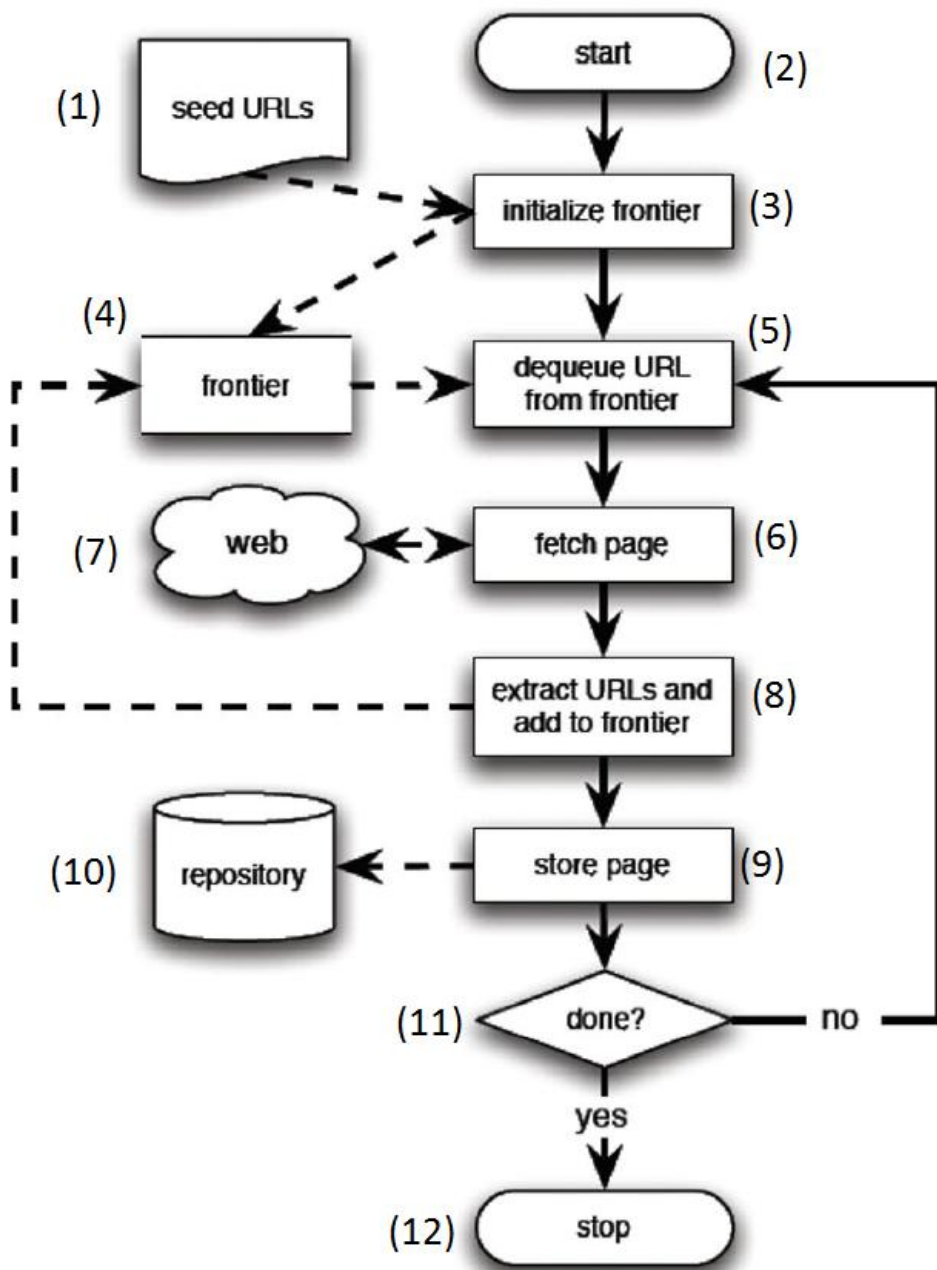 start
(2)
(1)
seed URLs
initialize frontier
(3)
(4)
frontier
(5)
dequeue URL
from frontier
(7)
web
fetch page
(6)
extract URLs and
add to frontier
(8)
(10)
repository
store page
(9)
(11)
done?
no
yes
(12)
stop